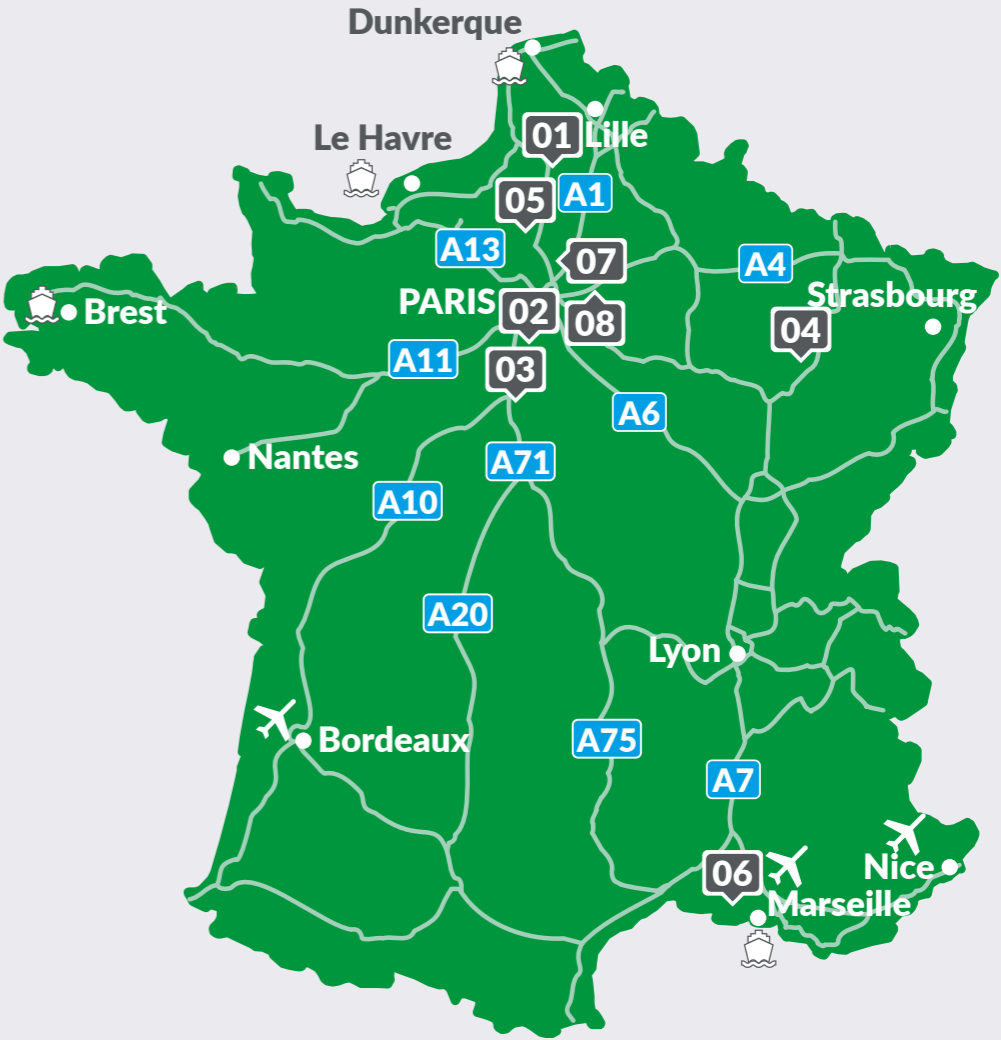 Dunkerque
Le Havre
01
Lille
05
A1
A13
07
A4
Strasbourg
Brest
PARIS
02
08
04
A11
03
A6
Nantes
A71
A10
A20
Lyon
Bordeaux
A75
A7
06
Nice
Marseille